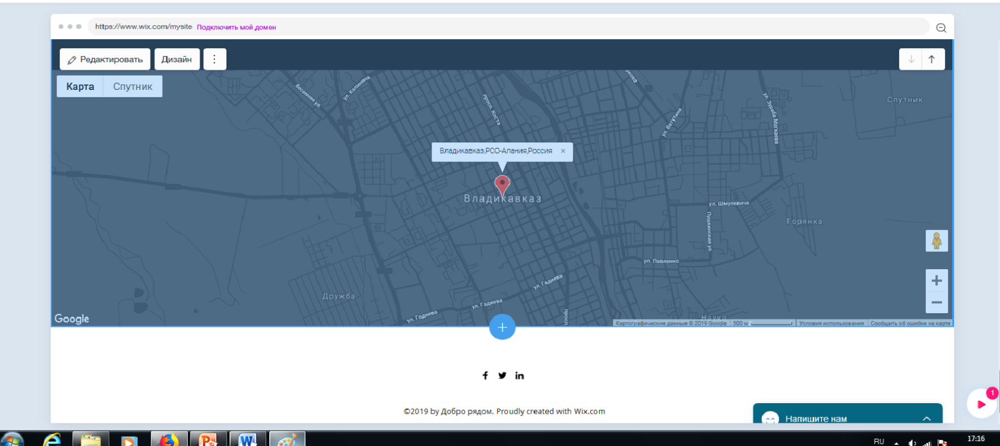 https://www.wix.com/mysite Подключить мой домен
Редактировать Дизайн
Карта Спутник
Весенняя ул.
ул. Калинина
просп. Коста
ул. Ватутина
ул. Зураба Магкаева
Спутник
Владикавказ,РСО-Алания,Россия ×
Владикавказ
ул. Шмулевича
Пушкинская ул.
Горянка
ул. Павленко
ул. Гадиева
Дружба
ул. Гадиева
ул. Гадиева
просп
Наука
Google
Картографические данные © 2019 Google 500 м Условия использования Сообщить об ошибке на карте
+
f in
©2019 by Добро рядом. Proudly created with Wix.com
1
Напишите нам
RU 17:16